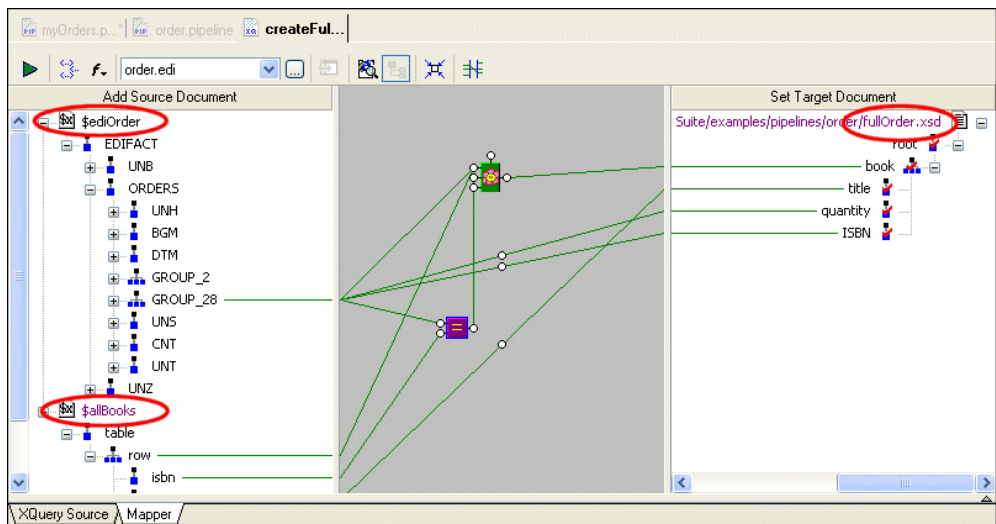 myOrders.p...* order.pipeline createFul...
order.edi
Add Source Document
$ediOrder
EDIFACT
UNB
ORDERS
UNH
BGM
DTM
GROUP_2
GROUP_28
UNS
CNT
UNT
UNZ
$allBooks
table
row
isbn
=
Set Target Document
Suite/examples/pipelines/order/fullOrder.xsd
root
book
title
quantity
ISBN
XQuery Source Mapper